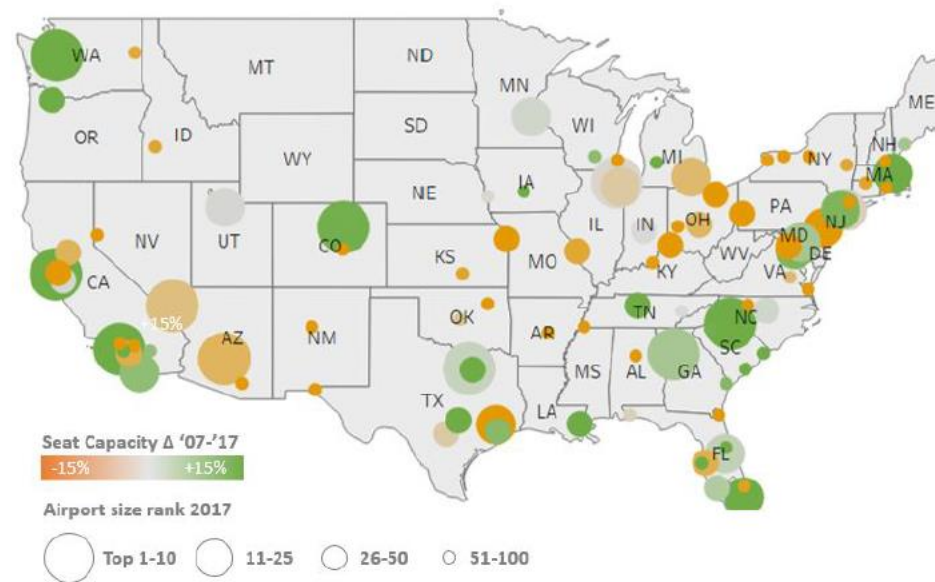 WA
MT
ND
MN
ME
OR
ID
SD
WI
MI
NY
NH
MA
WY
IA
NE
PA
NJ
NV
UT
CO
IL
IN
OH
MD
DE
CA
KS
MO
KY
WV
VA
+15%
AZ
NM
OK
AR
TN
NC
SC
MS
AL
GA
TX
LA
FL
Seat Capacity Δ '07-'17
-15% +15%
Airport size rank 2017
Top 1-10 11-25 26-50 51-100